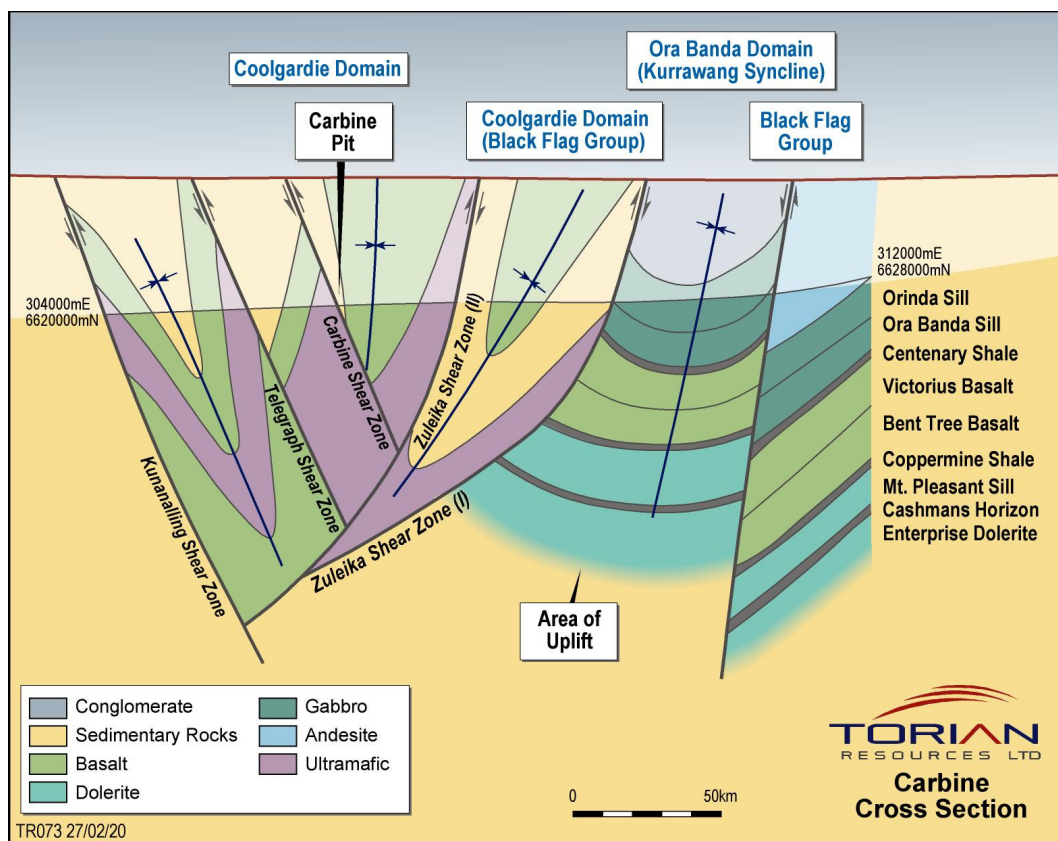 Coolgardie Domain
Ora Banda Domain
(Kurrawang Syncline)
Carbine
Pit
Coolgardie Domain
(Black Flag Group)
Black Flag
Group
304000mE
6620000mN
312000mE
6628000mN
Orinda Sill
Ora Banda Sill
Centenary Shale
Victorius Basalt
Bent Tree Basalt
Coppermine Shale
Mt. Pleasant Sill
Cashmans Horizon
Enterprise Dolerite
Kunanalling Shear Zone
Telegraph Shear Zone
Carbine Shear Zone
Zuleika Shear Zone (II)
Zuleika Shear Zone (I)
Area of
Uplift
Conglomerate
Sedimentary Rocks
Basalt
Dolerite
Gabbro
Andesite
Ultramafic
0 50km
TORIAN
RESOURCES LTD
Carbine
Cross Section
TR073 27/02/20